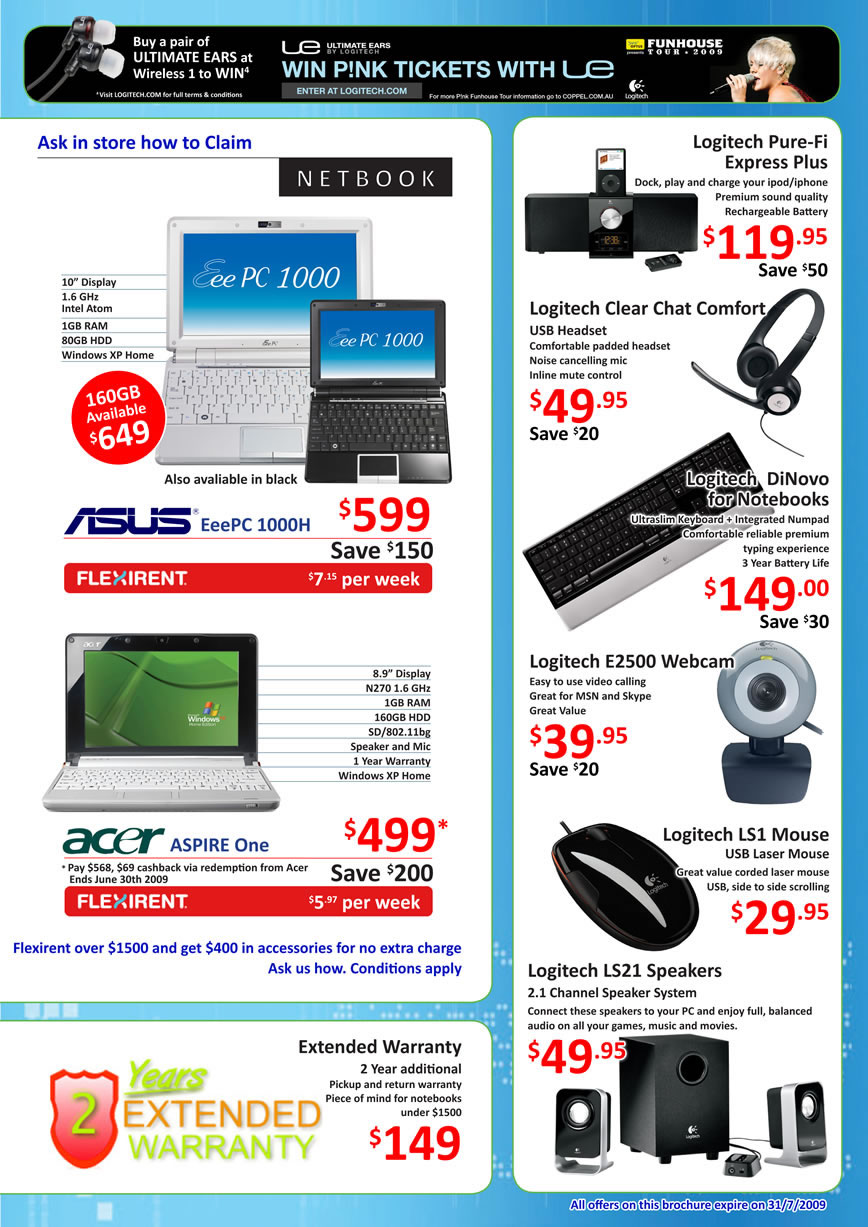 Buy a pair of
ULTIMATE EARS at
Wireless 1 to WIN4
*Visit LOGITECH.COM for full terms & conditions
UE ULTIMATE EARS
BY LOGITECH
WIN P!NK TICKETS WITH UE
ENTER AT LOGITECH.COM
For more P!nk Funhouse Tour information go to COPPEL.COM.AU
presents
FUNHOUSE
TOUR • 2009
Logitech
Ask in store how to Claim
NETBOOK
Eee PC 1000
Eee PC 1000
10” Display
1.6 GHz
Intel Atom
1GB RAM
80GB HDD
Windows XP Home
160GB
Available
$649
Also avaliable in black
ASUS® EeePC 1000H $599
Save $150
FLEXIRENT $7.15 per week
acer
Windows
8.9” Display
N270 1.6 GHz
1GB RAM
160GB HDD
SD/802.11bg
Speaker and Mic
1 Year Warranty
Windows XP Home
acer ASPIRE One $499*
* Pay $568, $69 cashback via redemption from Acer
Ends June 30th 2009
Save $200
FLEXIRENT $5.97 per week
Flexirent over $1500 and get $400 in accessories for no extra charge
Ask us how. Conditions apply
2 Years
EXTENDED
WARRANTY
Extended Warranty
2 Year additional
Pickup and return warranty
Piece of mind for notebooks
under $1500
$149
Logitech Pure-Fi
Express Plus
Dock, play and charge your ipod/iphone
Premium sound quality
Rechargeable Battery
$119.95
Save $50
Logitech Clear Chat Comfort
USB Headset
Comfortable padded headset
Noise cancelling mic
Inline mute control
$49.95
Save $20
Logitech DiNovo
for Notebooks
Ultraslim Keyboard + Integrated Numpad
Comfortable reliable premium
typing experience
3 Year Battery Life
$149.00
Save $30
Logitech E2500 Webcam
Easy to use video calling
Great for MSN and Skype
Great Value
$39.95
Save $20
Logitech
Logitech LS1 Mouse
USB Laser Mouse
Great value corded laser mouse
USB, side to side scrolling
$29.95
Logitech
Logitech LS21 Speakers
2.1 Channel Speaker System
Connect these speakers to your PC and enjoy full, balanced
audio on all your games, music and movies.
$49.95
Logitech
All offers on this brochure expire on 31/7/2009